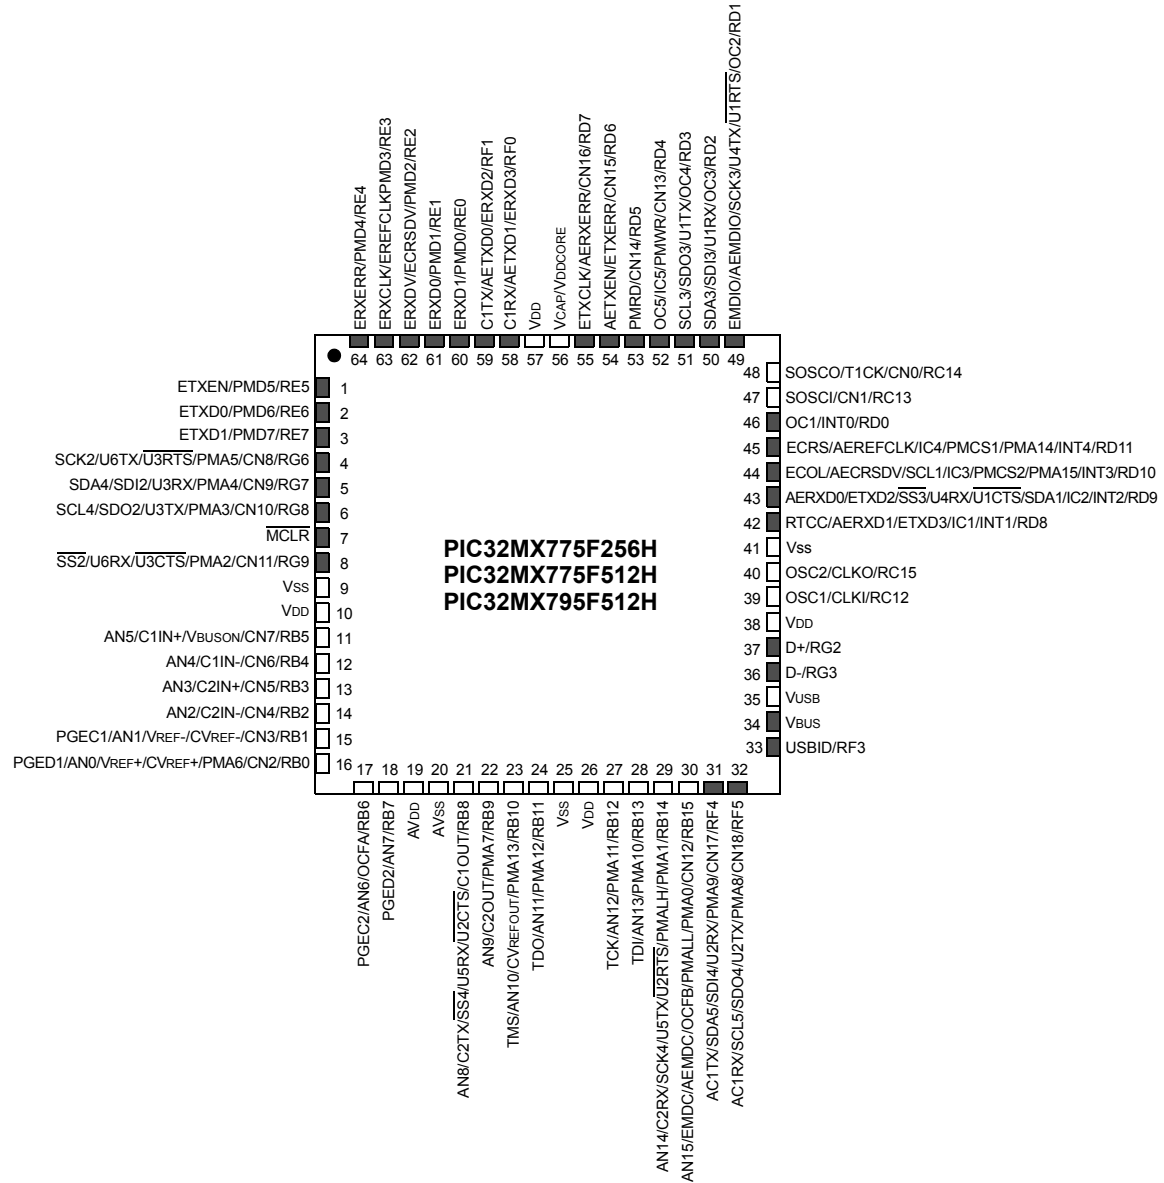 ERXERR/PMD4/RE4
ERXCLK/EREFCLKPMD3/RE3
ERXDV/ECRSDV/PMD2/RE2
ERXD0/PMD1/RE1
ERXD1/PMD0/RE0
C1TX/AETXD0/ERXD2/RF1
C1RX/AETXD1/ERXD3/RF0
VDD
VCAP/VDDCORE
ETXCLK/AERXERR/CN16/RD7
AETXEN/ETXERR/CN15/RD6
PMRD/CN14/RD5
OC5/IC5/PMWR/CN13/RD4
SCL3/SDO3/U1TX/OC4/RD3
SDA3/SDI3/U1RX/OC3/RD2
EMDIO/AEMDIO/SCK3/U4TX/U1RTS/OC2/RD1
64 63 62 61 60 59 58 57 56 55 54 53 52 51 50 49
ETXEN/PMD5/RE5 1
ETXD0/PMD6/RE6 2
ETXD1/PMD7/RE7 3
SCK2/U6TX/U3RTS/PMA5/CN8/RG6 4
SDA4/SDI2/U3RX/PMA4/CN9/RG7 5
SCL4/SDO2/U3TX/PMA3/CN10/RG8 6
MCLR 7
SS2/U6RX/U3CTS/PMA2/CN11/RG9 8
VSS 9
VDD 10
AN5/C1IN+/VBUSON/CN7/RB5 11
AN4/C1IN-/CN6/RB4 12
AN3/C2IN+/CN5/RB3 13
AN2/C2IN-/CN4/RB2 14
PGEC1/AN1/VREF-/CVREF-/CN3/RB1 15
PGED1/AN0/VREF+/CVREF+/PMA6/CN2/RB0 16
PIC32MX775F256H
PIC32MX775F512H
PIC32MX795F512H
48 SOSCO/T1CK/CN0/RC14
47 SOSCI/CN1/RC13
46 OC1/INT0/RD0
45 ECRS/AEREFCLK/IC4/PMCS1/PMA14/INT4/RD11
44 ECOL/AECRSDV/SCL1/IC3/PMCS2/PMA15/INT3/RD10
43 AERXD0/ETXD2/SS3/U4RX/U1CTS/SDA1/IC2/INT2/RD9
42 RTCC/AERXD1/ETXD3/IC1/INT1/RD8
41 Vss
40 OSC2/CLKO/RC15
39 OSC1/CLKI/RC12
38 VDD
37 D+/RG2
36 D-/RG3
35 VUSB
34 VBUS
33 USBID/RF3
17 18 19 20 21 22 23 24 25 26 27 28 29 30 31 32
PGEC2/AN6/OCFA/RB6
PGED2/AN7/RB7
AVDD
AVSS
AN8/C2TX/SS4/U5RX/U2CTS/C1OUT/RB8
AN9/C2OUT/PMA7/RB9
TMS/AN10/CVREFOUT/PMA13/RB10
TDO/AN11/PMA12/RB11
Vss
VDD
TCK/AN12/PMA11/RB12
TDI/AN13/PMA10/RB13
AN14/C2RX/SCK4/U5TX/U2RTS/PMALH/PMA1/RB14
AN15/EMDC/AEMDC/OCFB/PMALL/PMA0/CN12/RB15
AC1TX/SDA5/SDI4/U2RX/PMA9/CN17/RF4
AC1RX/SCL5/SDO4/U2TX/PMA8/CN18/RF5